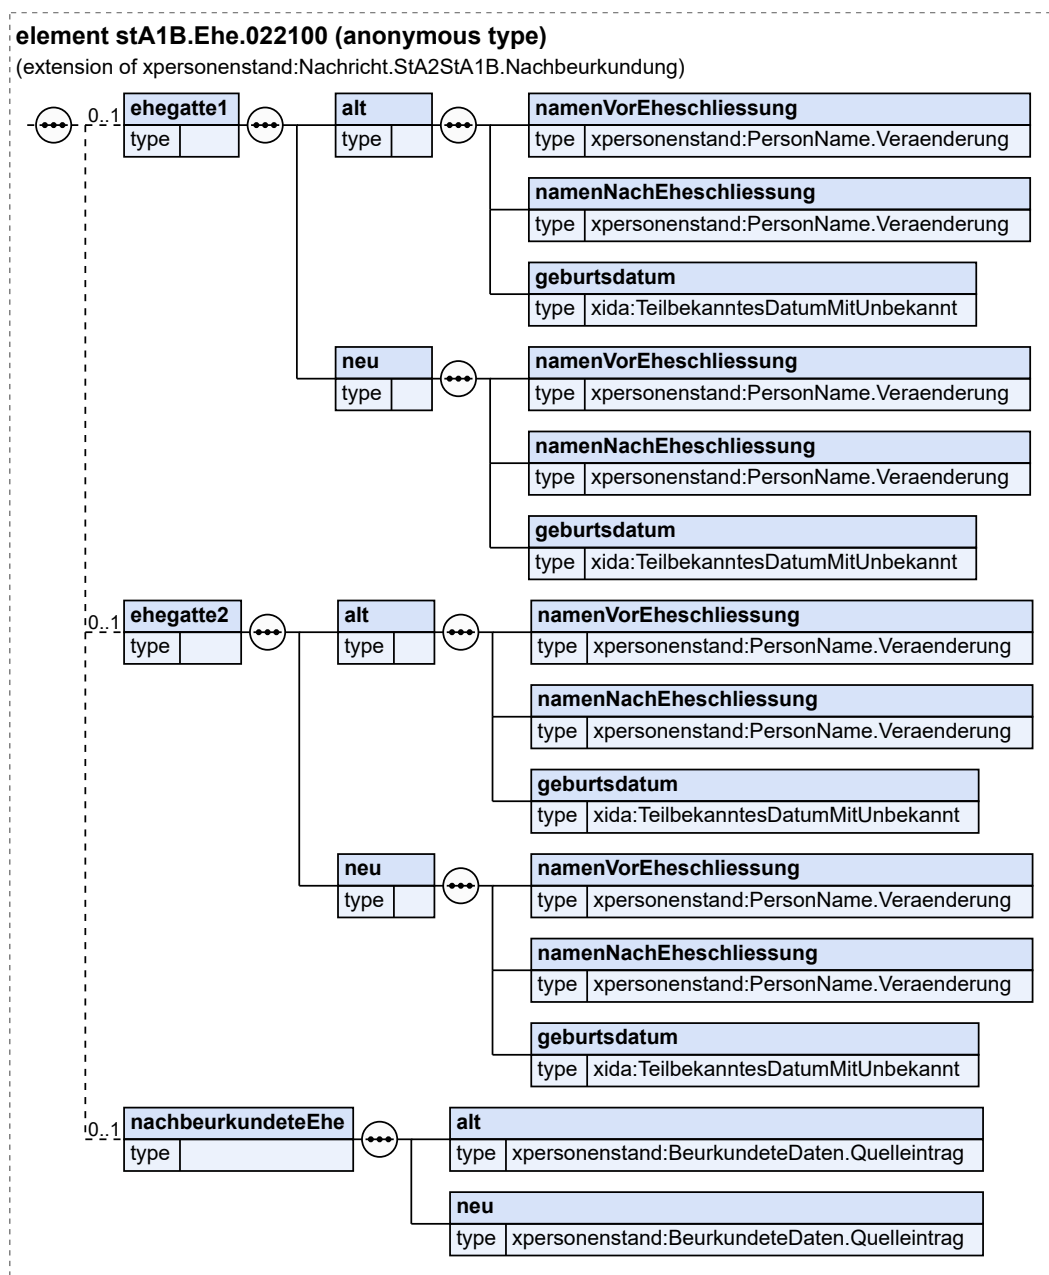 element stA1B.Ehe.022100 (anonymous type)
(extension of xpersonenstand:Nachricht.StA2StA1B.Nachbeurkundung)
0..1
ehegatte1
type
alt
type
namenVorEheschliessung
type xpersonenstand:PersonName.Veraenderung
namenNachEheschliessung
type xpersonenstand:PersonName.Veraenderung
geburtsdatum
type xida:TeilbekanntesDatumMitUnbekannt
neu
type
namenVorEheschliessung
type xpersonenstand:PersonName.Veraenderung
namenNachEheschliessung
type xpersonenstand:PersonName.Veraenderung
geburtsdatum
type xida:TeilbekanntesDatumMitUnbekannt
0..1
ehegatte2
type
alt
type
namenVorEheschliessung
type xpersonenstand:PersonName.Veraenderung
namenNachEheschliessung
type xpersonenstand:PersonName.Veraenderung
geburtsdatum
type xida:TeilbekanntesDatumMitUnbekannt
neu
type
namenVorEheschliessung
type xpersonenstand:PersonName.Veraenderung
namenNachEheschliessung
type xpersonenstand:PersonName.Veraenderung
geburtsdatum
type xida:TeilbekanntesDatumMitUnbekannt
0..1
nachbeurkundeteEhe
type
alt
type xpersonenstand:BeurkundeteDaten.Quelleintrag
neu
type xpersonenstand:BeurkundeteDaten.Quelleintrag